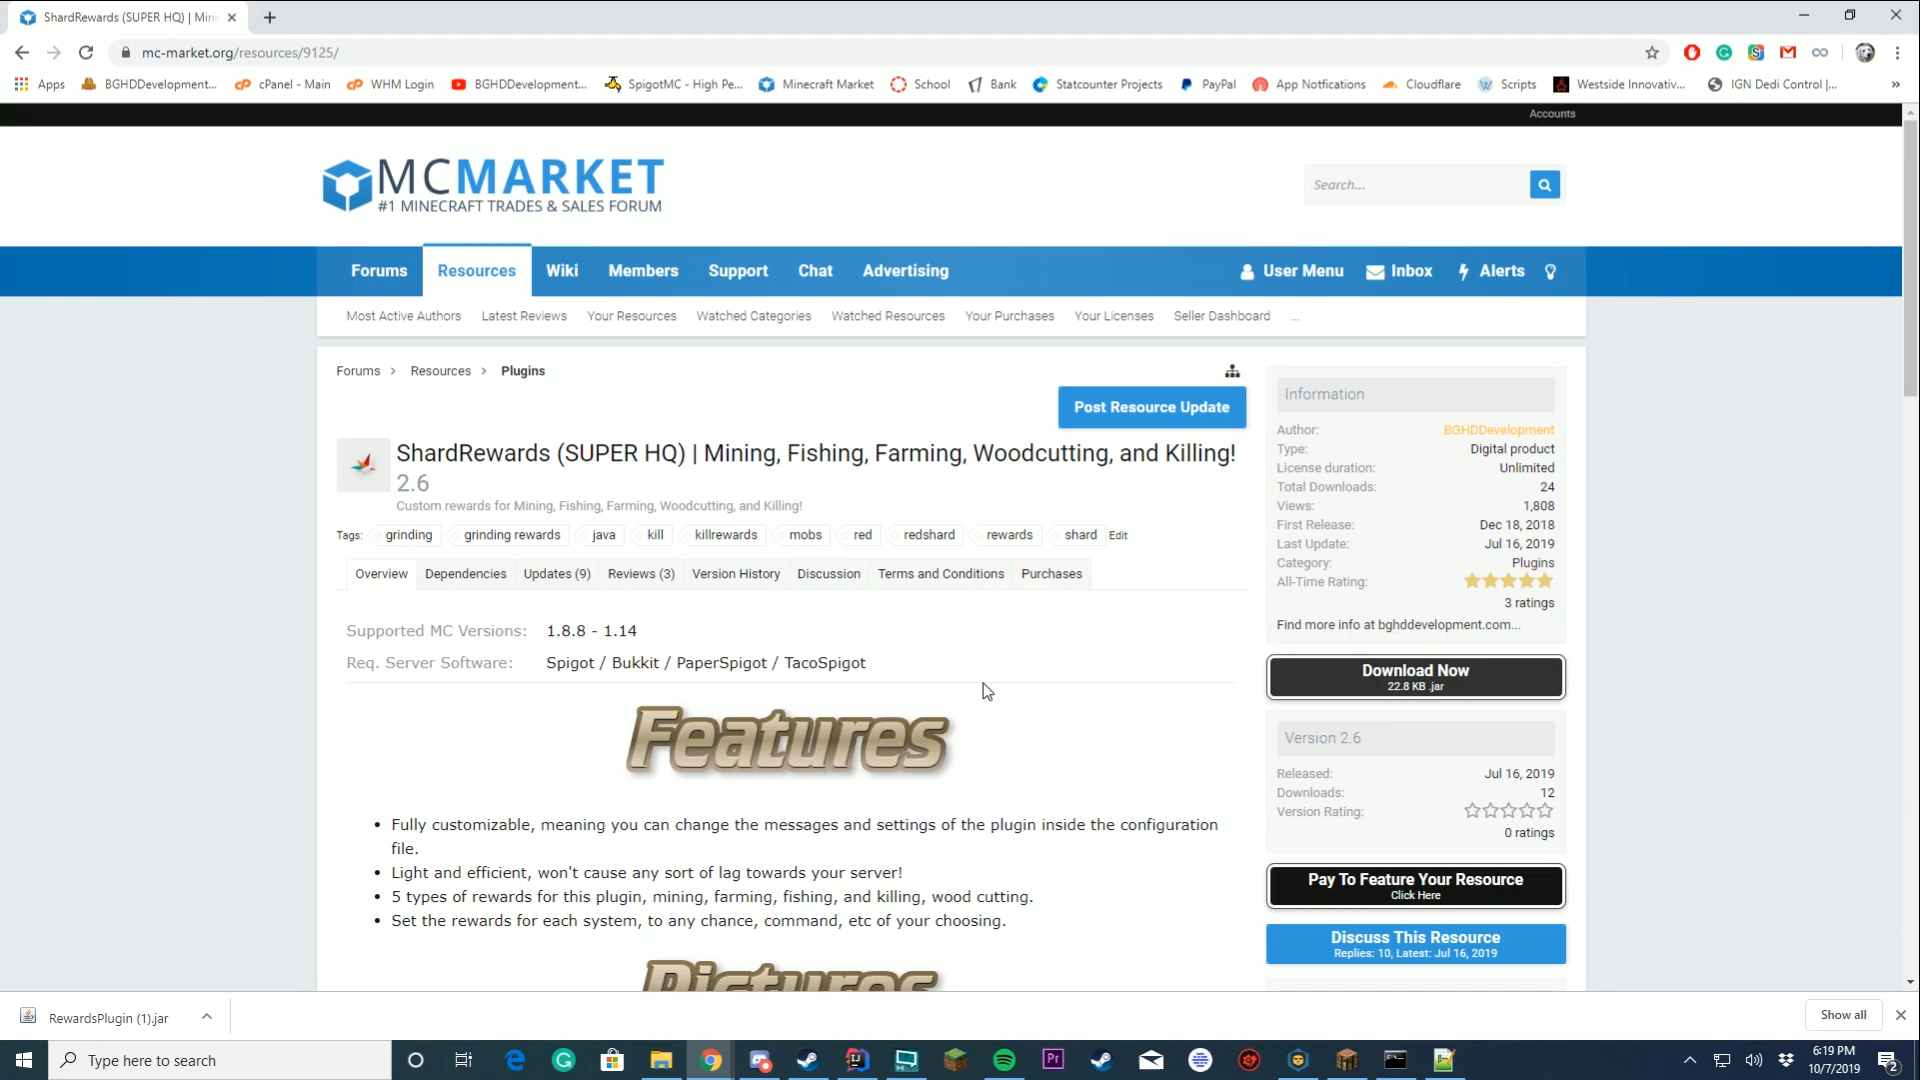 ShardRewards (SUPER HQ) | Min
mc-market.org/resources/9125/
Apps
BGHDDevelopment...
cPanel - Main
WHM Login
BGHDDevelopment...
SpigotMC - High Pe...
Minecraft Market
School
Bank
Statcounter Projects
PayPal
App Notfications
Cloudflare
Scripts
Westside Innovativ...
IGN Dedi Control |...
»
Accounts
MCMARKET
#1 MINECRAFT TRADES & SALES FORUM
Search...
Forums
Resources
Wiki
Members
Support
Chat
Advertising
User Menu
Inbox
Alerts
Most Active Authors
Latest Reviews
Your Resources
Watched Categories
Watched Resources
Your Purchases
Your Licenses
Seller Dashboard
...
Forums > Resources > Plugins
Post Resource Update
ShardRewards (SUPER HQ) | Mining, Fishing, Farming, Woodcutting, and Killing!
2.6
Custom rewards for Mining, Fishing, Farming, Woodcutting, and Killing!
Tags: grinding grinding rewards java kill killrewards mobs red redshard rewards shard Edit
Overview
Dependencies
Updates (9)
Reviews (3)
Version History
Discussion
Terms and Conditions
Purchases
Supported MC Versions: 1.8.8 - 1.14
Req. Server Software: Spigot / Bukkit / PaperSpigot / TacoSpigot
Features
• Fully customizable, meaning you can change the messages and settings of the plugin inside the configuration
file.
• Light and efficient, won't cause any sort of lag towards your server!
• 5 types of rewards for this plugin, mining, farming, fishing, and killing, wood cutting.
• Set the rewards for each system, to any chance, command, etc of your choosing.
Pictures
Information
Author: BGHDDevelopment
Type: Digital product
License duration: Unlimited
Total Downloads: 24
Views: 1,808
First Release: Dec 18, 2018
Last Update: Jul 16, 2019
Category: Plugins
All-Time Rating:
3 ratings
Find more info at bghddevelopment.com...
Download Now
22.8 KB .jar
Version 2.6
Released: Jul 16, 2019
Downloads: 12
Version Rating:
0 ratings
Pay To Feature Your Resource
Click Here
Discuss This Resource
Replies: 10, Latest: Jul 16, 2019
RewardsPlugin (1).jar
Show all
Type here to search
Pr
6:19 PM
10/7/2019
2